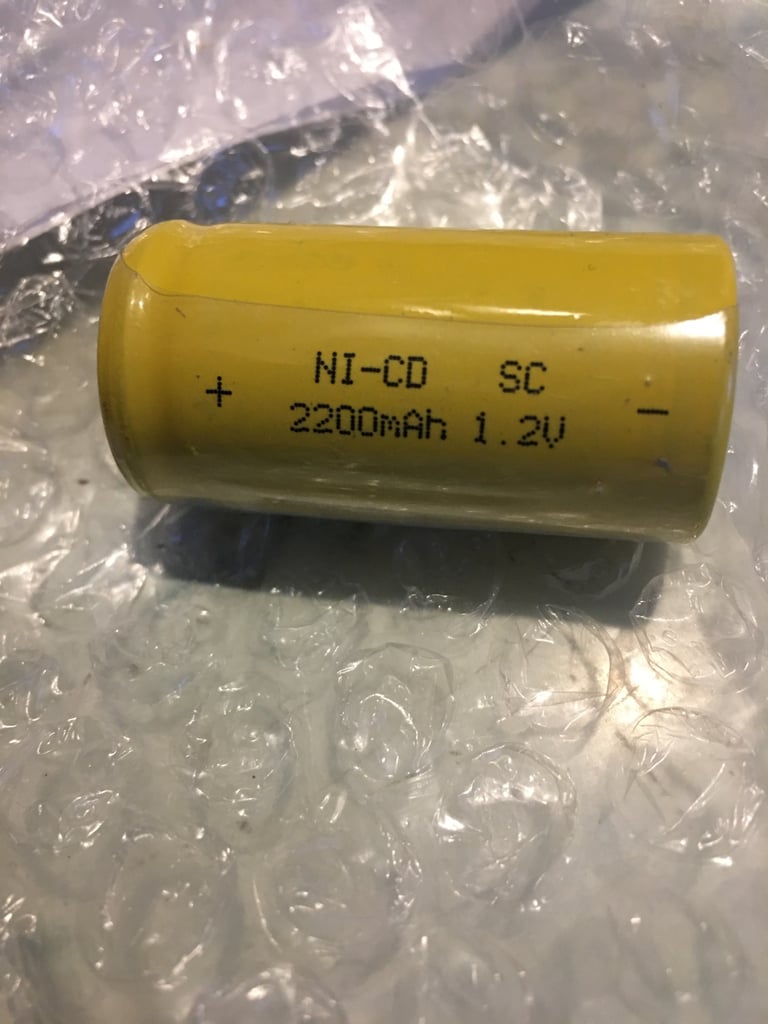 NI-CD SC
+ 2200mAh 1.2V -